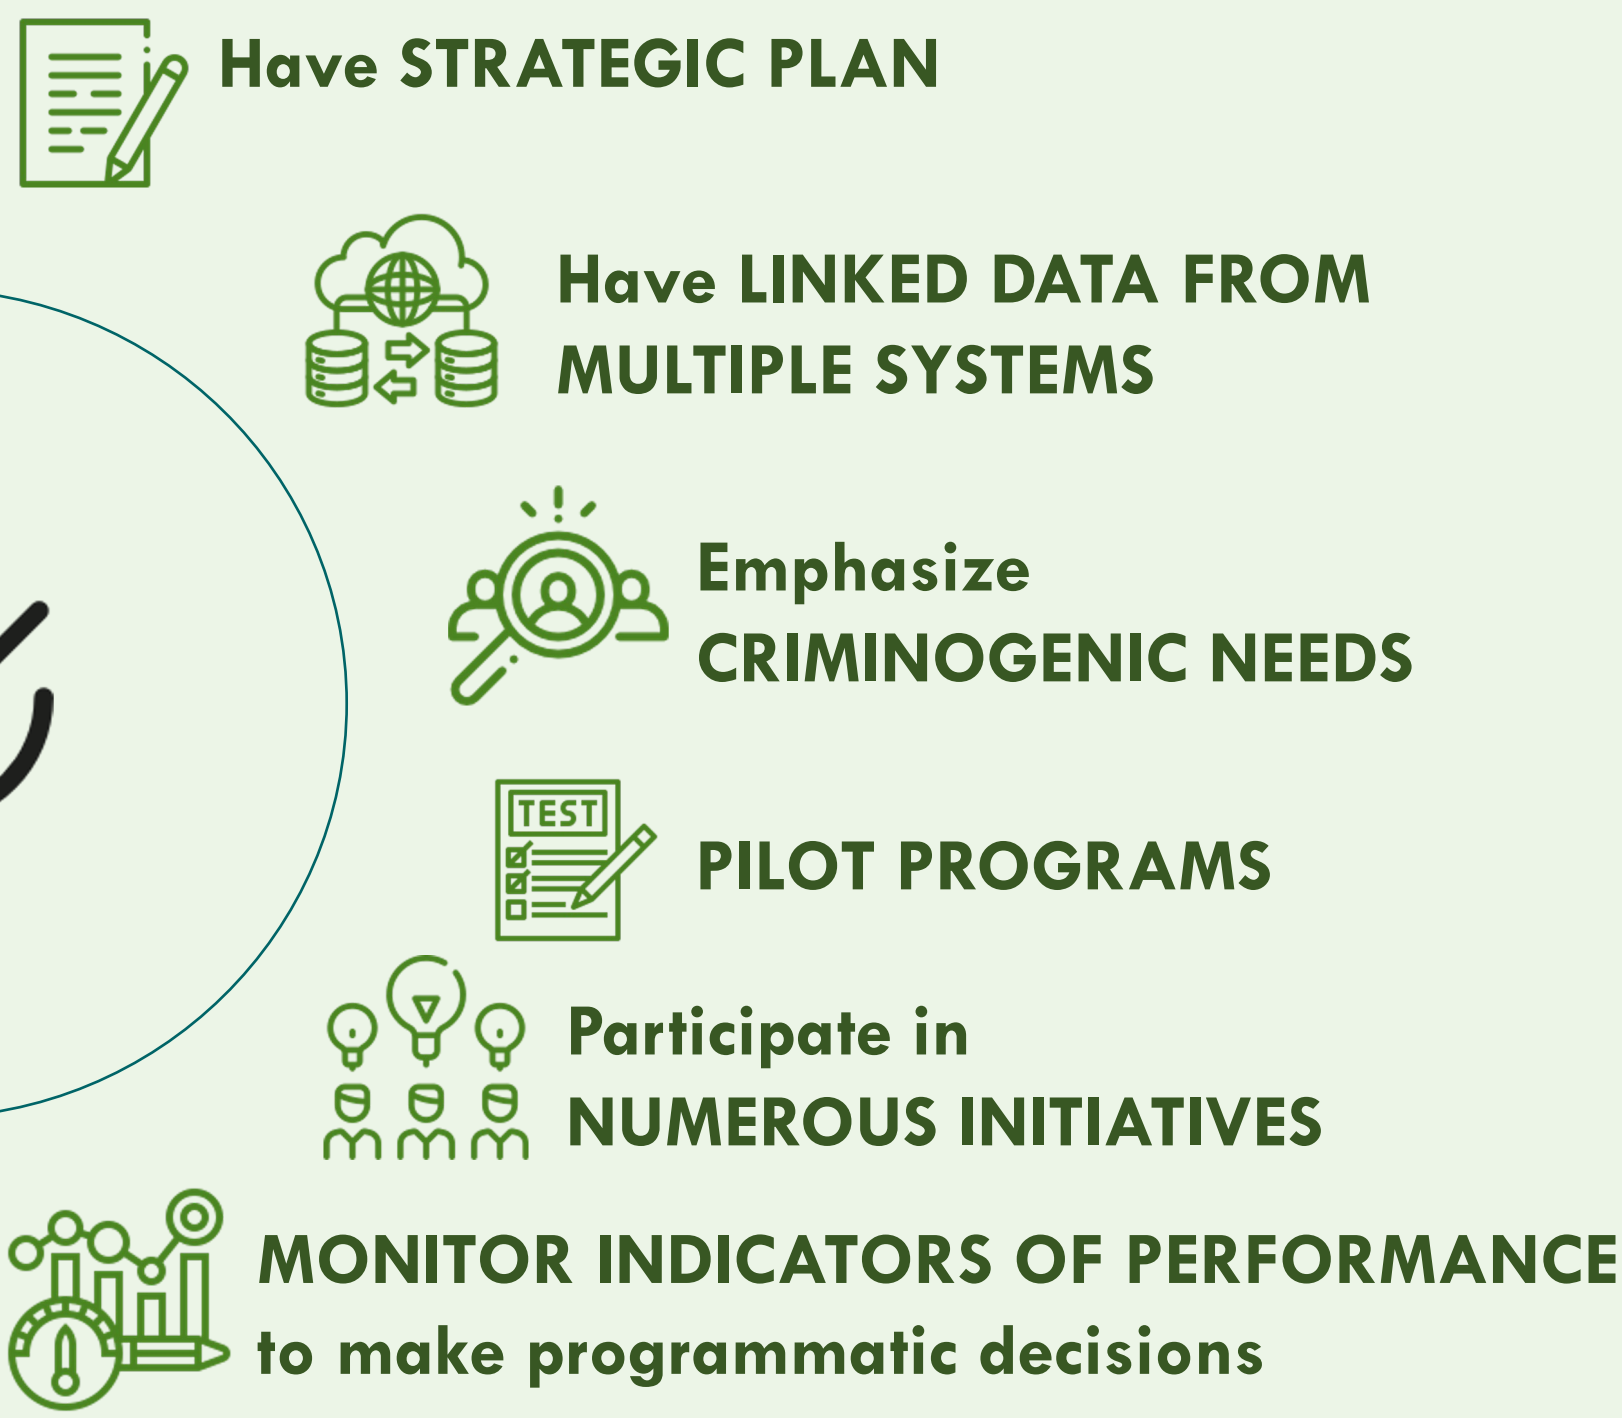 Have STRATEGIC PLAN
Have LINKED DATA FROM
MULTIPLE SYSTEMS
Emphasize
CRIMINOGENIC NEEDS
TEST
PILOT PROGRAMS
Participate in
NUMEROUS INITIATIVES
MONITOR INDICATORS OF PERFORMANCE
to make programmatic decisions